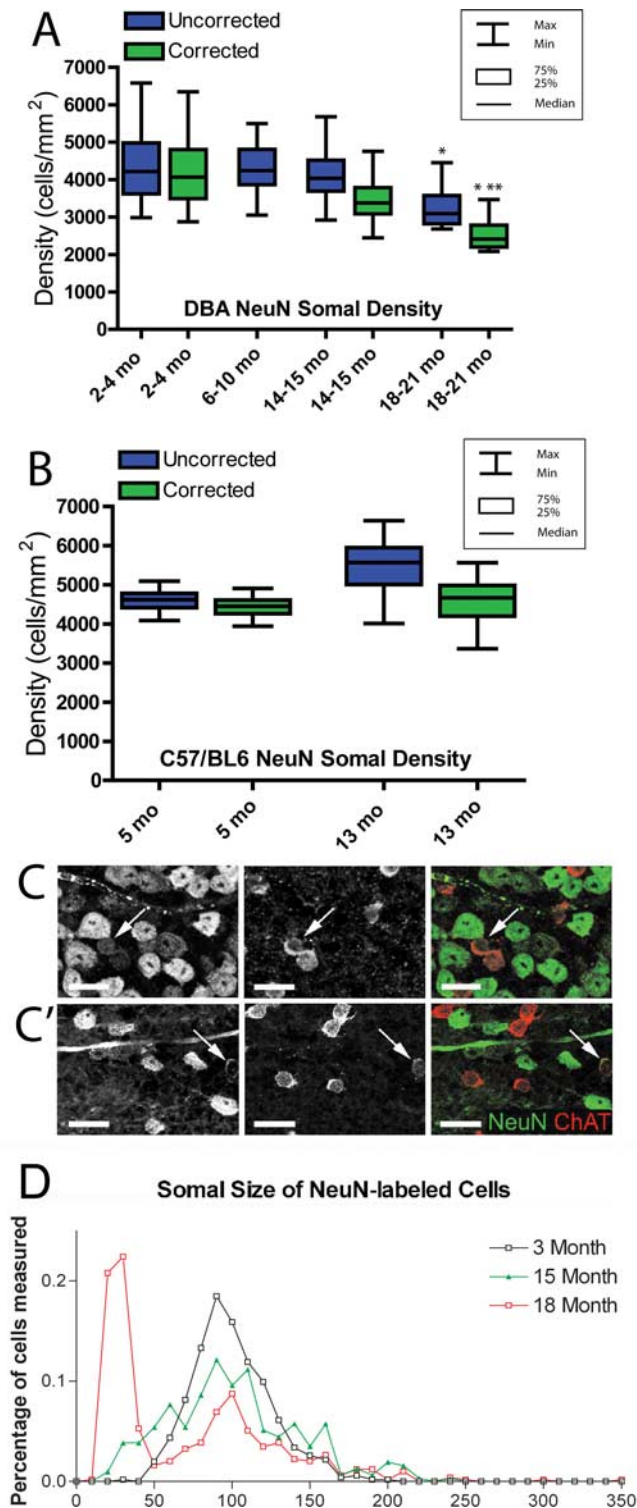 A
Uncorrected
Corrected
Max
Min
75%
25%
Median
Density (cells/mm2)
7000
6000
5000
4000
3000
2000
1000
0
*
* **
DBA NeuN Somal Density
2-4 mo
2-4 mo
6-10 mo
14-15 mo
14-15 mo
18-21 mo
18-21 mo
B
Uncorrected
Corrected
Max
Min
75%
25%
Median
Density (cells/mm2)
7000
6000
5000
4000
3000
2000
1000
0
C57/BL6 NeuN Somal Density
5 mo
5 mo
13 mo
13 mo
C
C'
NeuN ChAT
D
Somal Size of NeuN-labeled Cells
Percentage of cells measured
0.2
0.1
0.0
3 Month
15 Month
18 Month
0 50 100 150 200 250 300 350